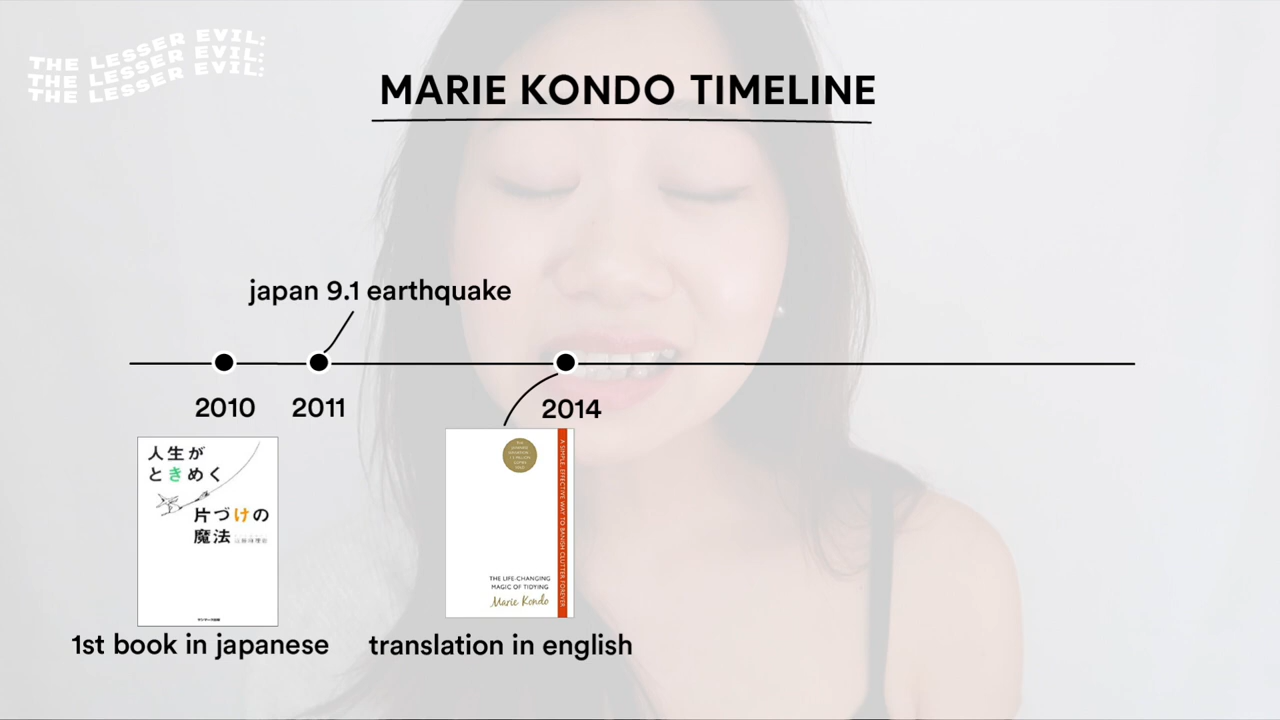 THE LESSER EVIL:
THE LESSER EVIL:
THE LESSER EVIL:
MARIE KONDO TIMELINE
japan 9.1 earthquake
2010
2011
2014
人生が
ときめく
片づけの
魔法
A SIMPLE, EFFECTIVE WAY TO BANISH CLUTTER FOREVER
THE LIFE-CHANGING
MAGIC OF TIDYING
Marie Kondo
1st book in japanese
translation in english